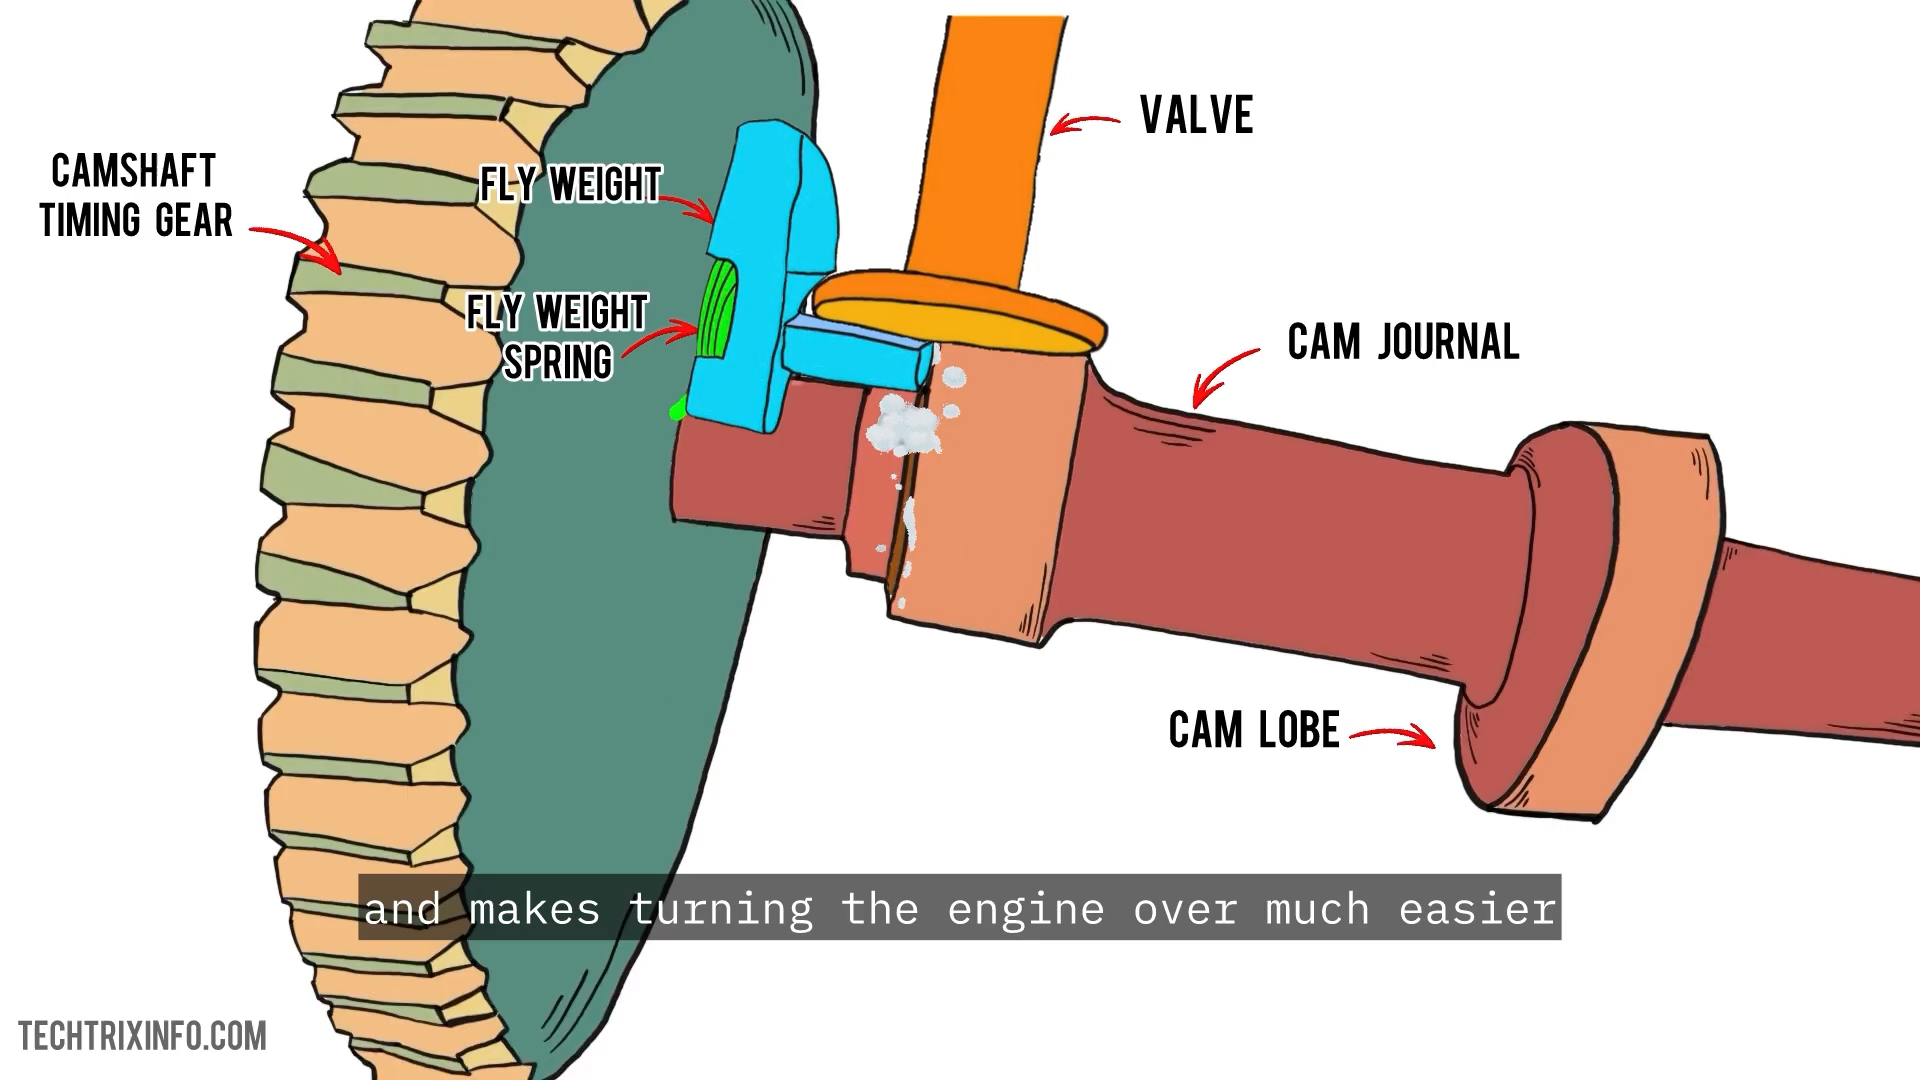 VALVE
CAMSHAFT
TIMING GEAR
FLY WEIGHT
FLY WEIGHT
SPRING
CAM JOURNAL
CAM LOBE
and makes turning the engine over much easier
TECHTRIXINFO.COM